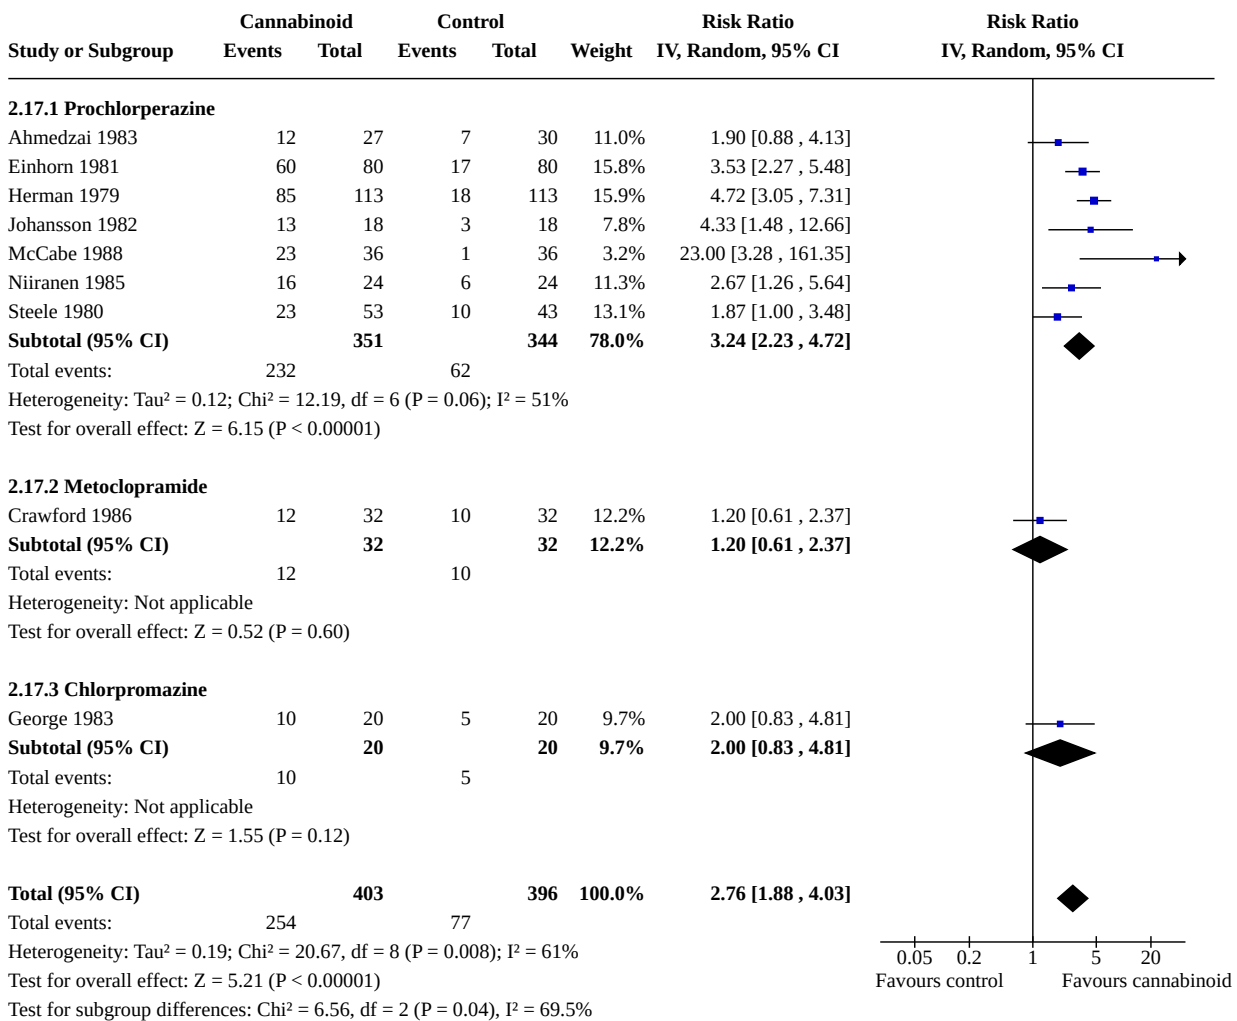 Cannabinoid Control Risk Ratio Risk Ratio
Study or Subgroup Events Total Events Total Weight IV, Random, 95% CI IV, Random, 95% CI
2.17.1 Prochlorperazine
Ahmedzai 1983 12 27 7 30 11.0% 1.90 [0.88 , 4.13]
Einhorn 1981 60 80 17 80 15.8% 3.53 [2.27 , 5.48]
Herman 1979 85 113 18 113 15.9% 4.72 [3.05 , 7.31]
Johansson 1982 13 18 3 18 7.8% 4.33 [1.48 , 12.66]
McCabe 1988 23 36 1 36 3.2% 23.00 [3.28 , 161.35]
Niiranen 1985 16 24 6 24 11.3% 2.67 [1.26 , 5.64]
Steele 1980 23 53 10 43 13.1% 1.87 [1.00 , 3.48]
Subtotal (95% CI) 351 344 78.0% 3.24 [2.23 , 4.72]
Total events: 232 62
Heterogeneity: Tau² = 0.12; Chi² = 12.19, df = 6 (P = 0.06); I² = 51%
Test for overall effect: Z = 6.15 (P < 0.00001)
2.17.2 Metoclopramide
Crawford 1986 12 32 10 32 12.2% 1.20 [0.61 , 2.37]
Subtotal (95% CI) 32 32 12.2% 1.20 [0.61 , 2.37]
Total events: 12 10
Heterogeneity: Not applicable
Test for overall effect: Z = 0.52 (P = 0.60)
2.17.3 Chlorpromazine
George 1983 10 20 5 20 9.7% 2.00 [0.83 , 4.81]
Subtotal (95% CI) 20 20 9.7% 2.00 [0.83 , 4.81]
Total events: 10 5
Heterogeneity: Not applicable
Test for overall effect: Z = 1.55 (P = 0.12)
Total (95% CI) 403 396 100.0% 2.76 [1.88 , 4.03]
Total events: 254 77
Heterogeneity: Tau² = 0.19; Chi² = 20.67, df = 8 (P = 0.008); I² = 61%
Test for overall effect: Z = 5.21 (P < 0.00001)
Test for subgroup differences: Chi² = 6.56, df = 2 (P = 0.04), I² = 69.5%
0.05 0.2 1 5 20
Favours control Favours cannabinoid